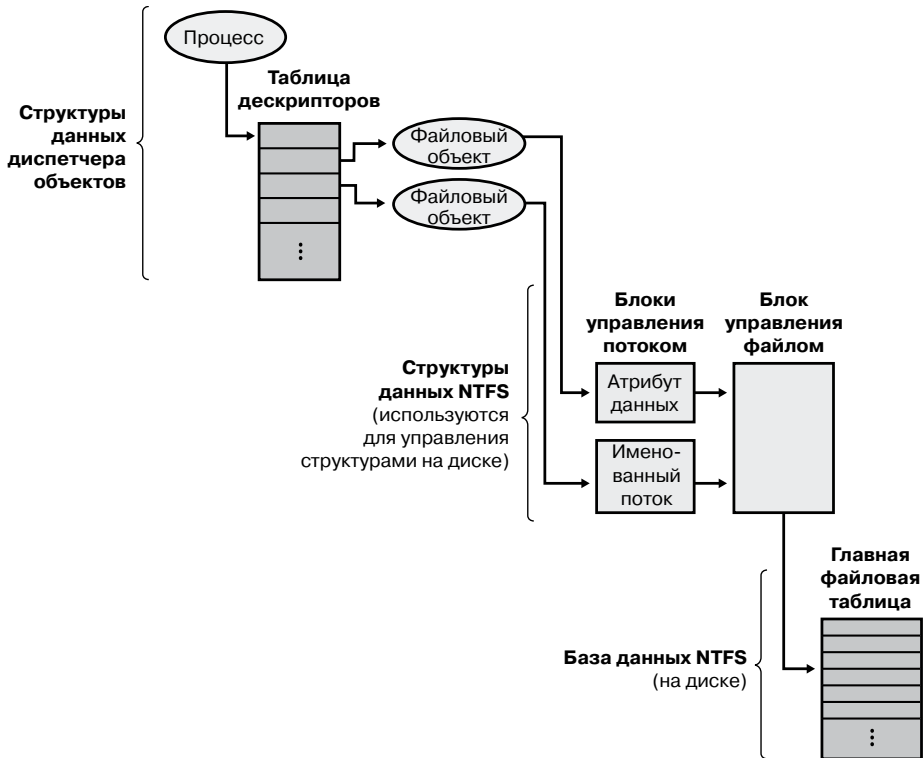 Процесс
Таблица
дескрипторов
Структуры
данных
диспетчера
объектов
Файловый
объект
Файловый
объект
Блоки
управления
потоком
Блок
управления
файлом
Структуры
данных NTFS
(используются
для управления
структурами на диске)
Атрибут
данных
Имено-
ванный
поток
Главная
файловая
таблица
База данных NTFS
(на диске)